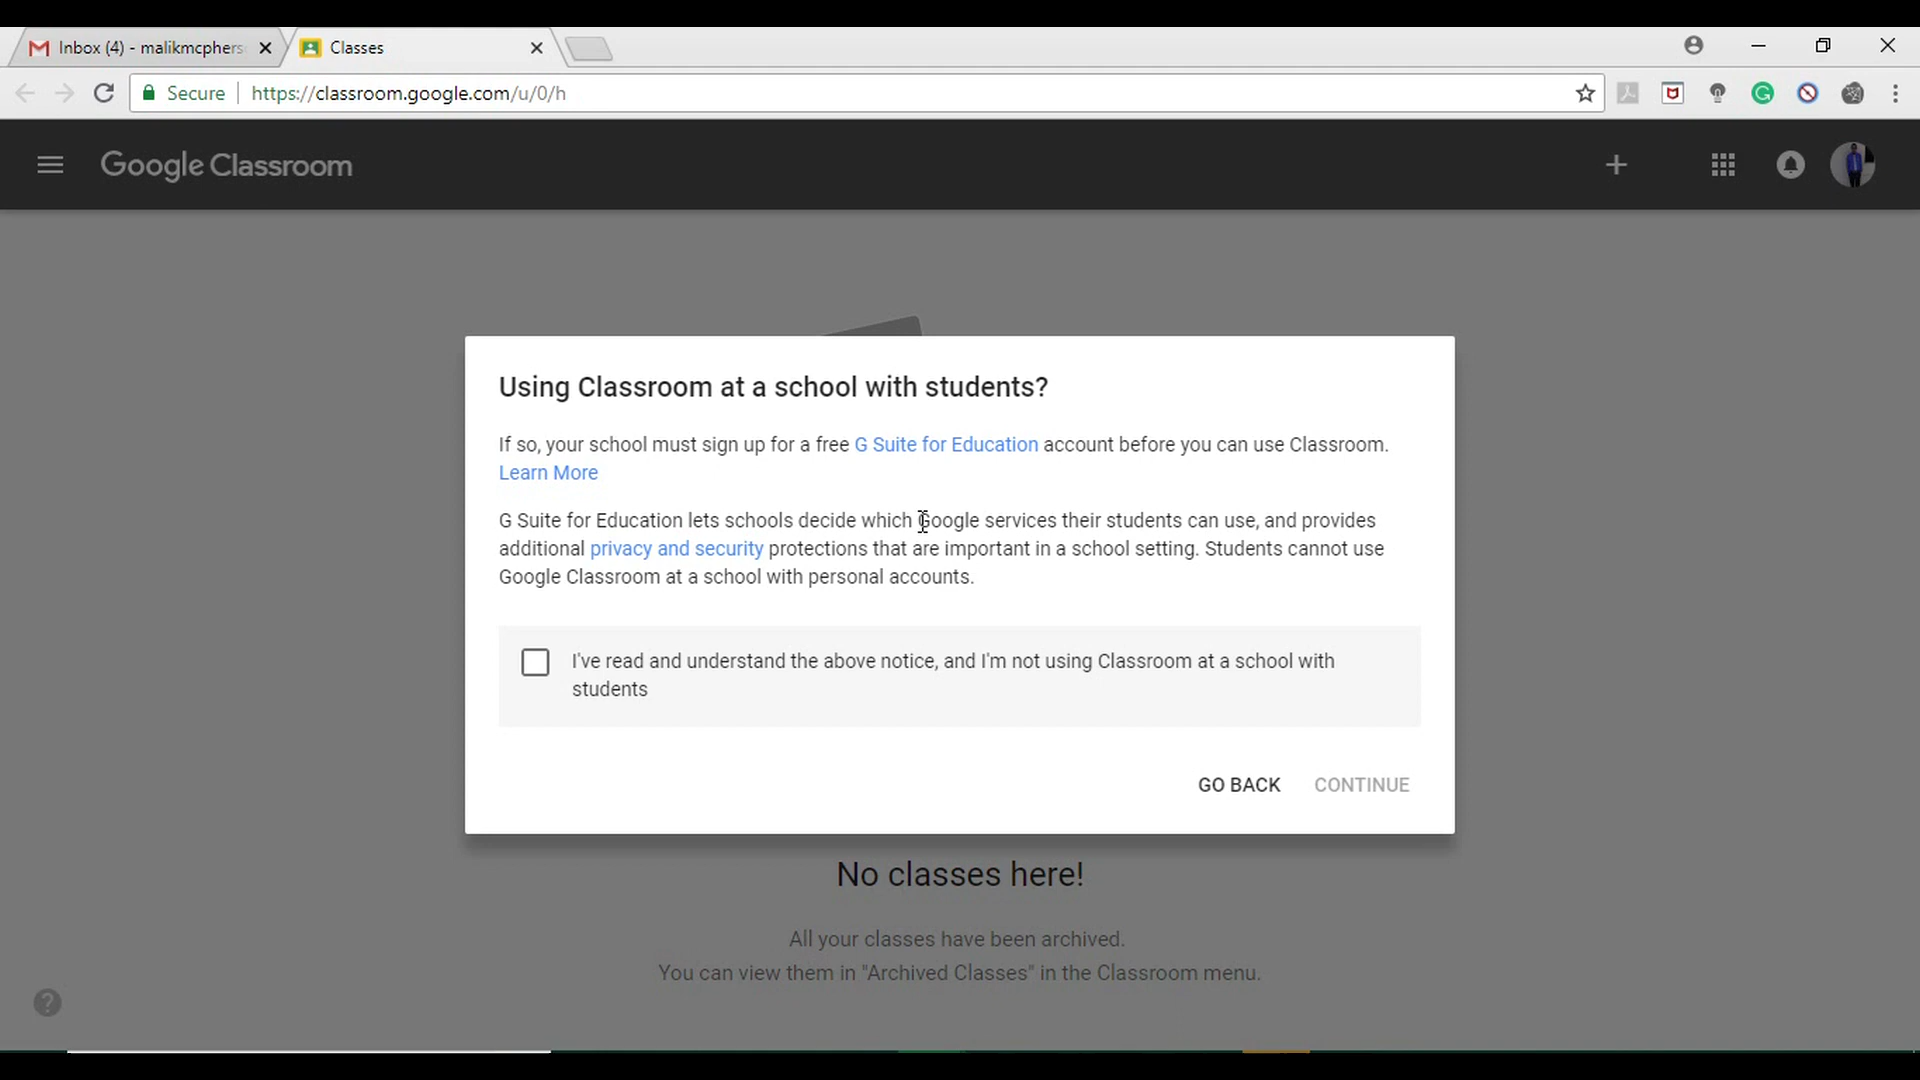 Inbox (4) - malikmcphers
Classes
Secure
https://classroom.google.com/u/0/h
Google Classroom
Using Classroom at a school with students?
If so, your school must sign up for a free G Suite for Education account before you can use Classroom.
Learn More
G Suite for Education lets schools decide which Google services their students can use, and provides
additional privacy and security protections that are important in a school setting. Students cannot use
Google Classroom at a school with personal accounts.
I've read and understand the above notice, and I'm not using Classroom at a school with
students
GO BACK CONTINUE
No classes here!
All your classes have been archived.
You can view them in "Archived Classes" in the Classroom menu.